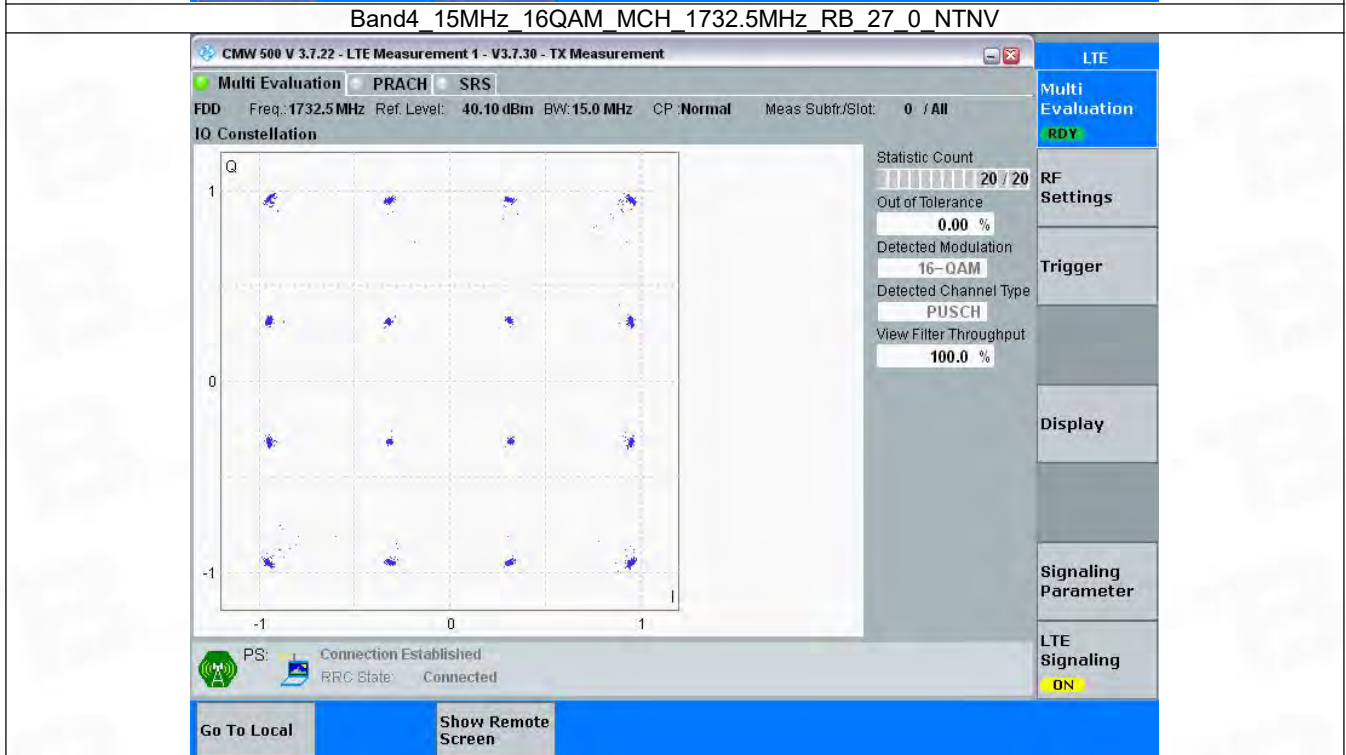 Band4_15MHz_16QAM_MCH_1732.5MHz_RB_27_0_NTNV
CMW 500 V 3.7.22 - LTE Measurement 1 - V3.7.30 - TX Measurement
LTE
Multi Evaluation PRACH SRS
Multi
Evaluation
RDY
FDD Freq.: 1732.5 MHz Ref. Level: 40.10 dBm BW: 15.0 MHz CP :Normal Meas Subfr./Slot: 0 / All
IQ Constellation
Q
1
0
-1
I
-1 0 1
Statistic Count
20 / 20
Out of Tolerance
0.00 %
Detected Modulation
16-QAM
Detected Channel Type
PUSCH
View Filter Throughput
100.0 %
RF
Settings
Trigger
Display
Signaling
Parameter
LTE
Signaling
ON
PS: Connection Established
RRC State: Connected
Go To Local
Show Remote
Screen